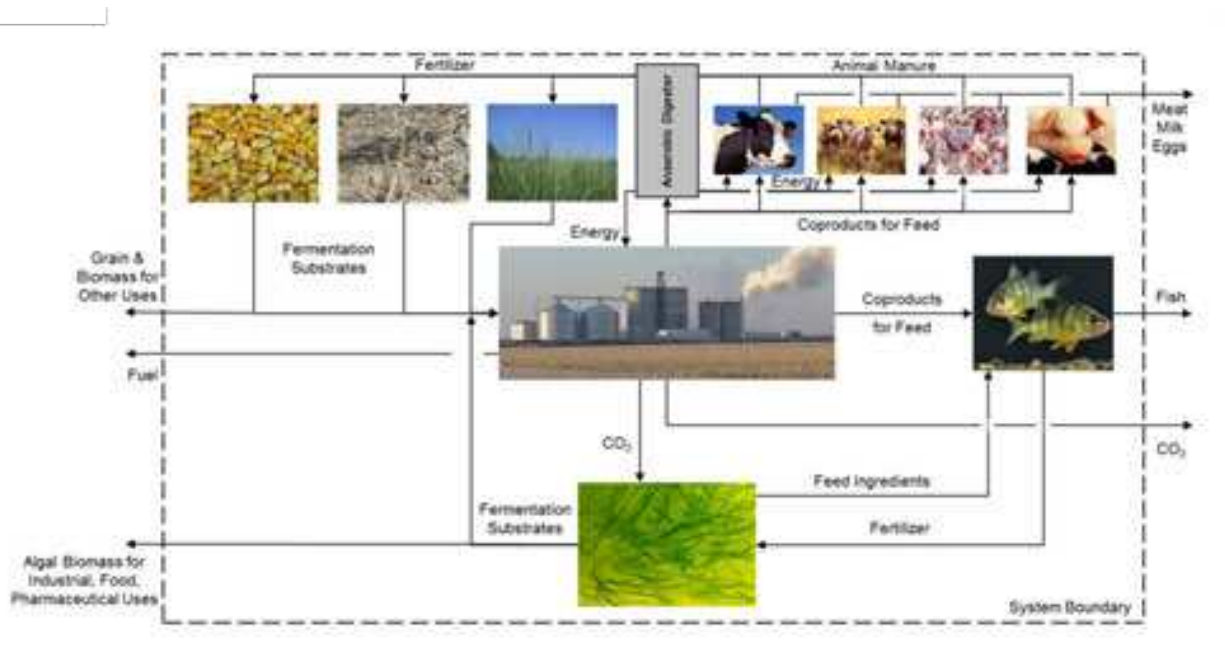 Fertilizer
Animal Manure
Anaerobic Digester
Meat
Milk
Eggs
Energy
Coproducts for Feed
Energy
Fermentation
Substrates
Grain &
Biomass for
Other Uses
Coproducts
for Feed
Fish
Fuel
CO₂
CO₂
Feed Ingredients
Fermentation
Substrates
Fertilizer
Algal Biomass for
Industrial, Food,
Pharmaceutical Uses
System Boundary